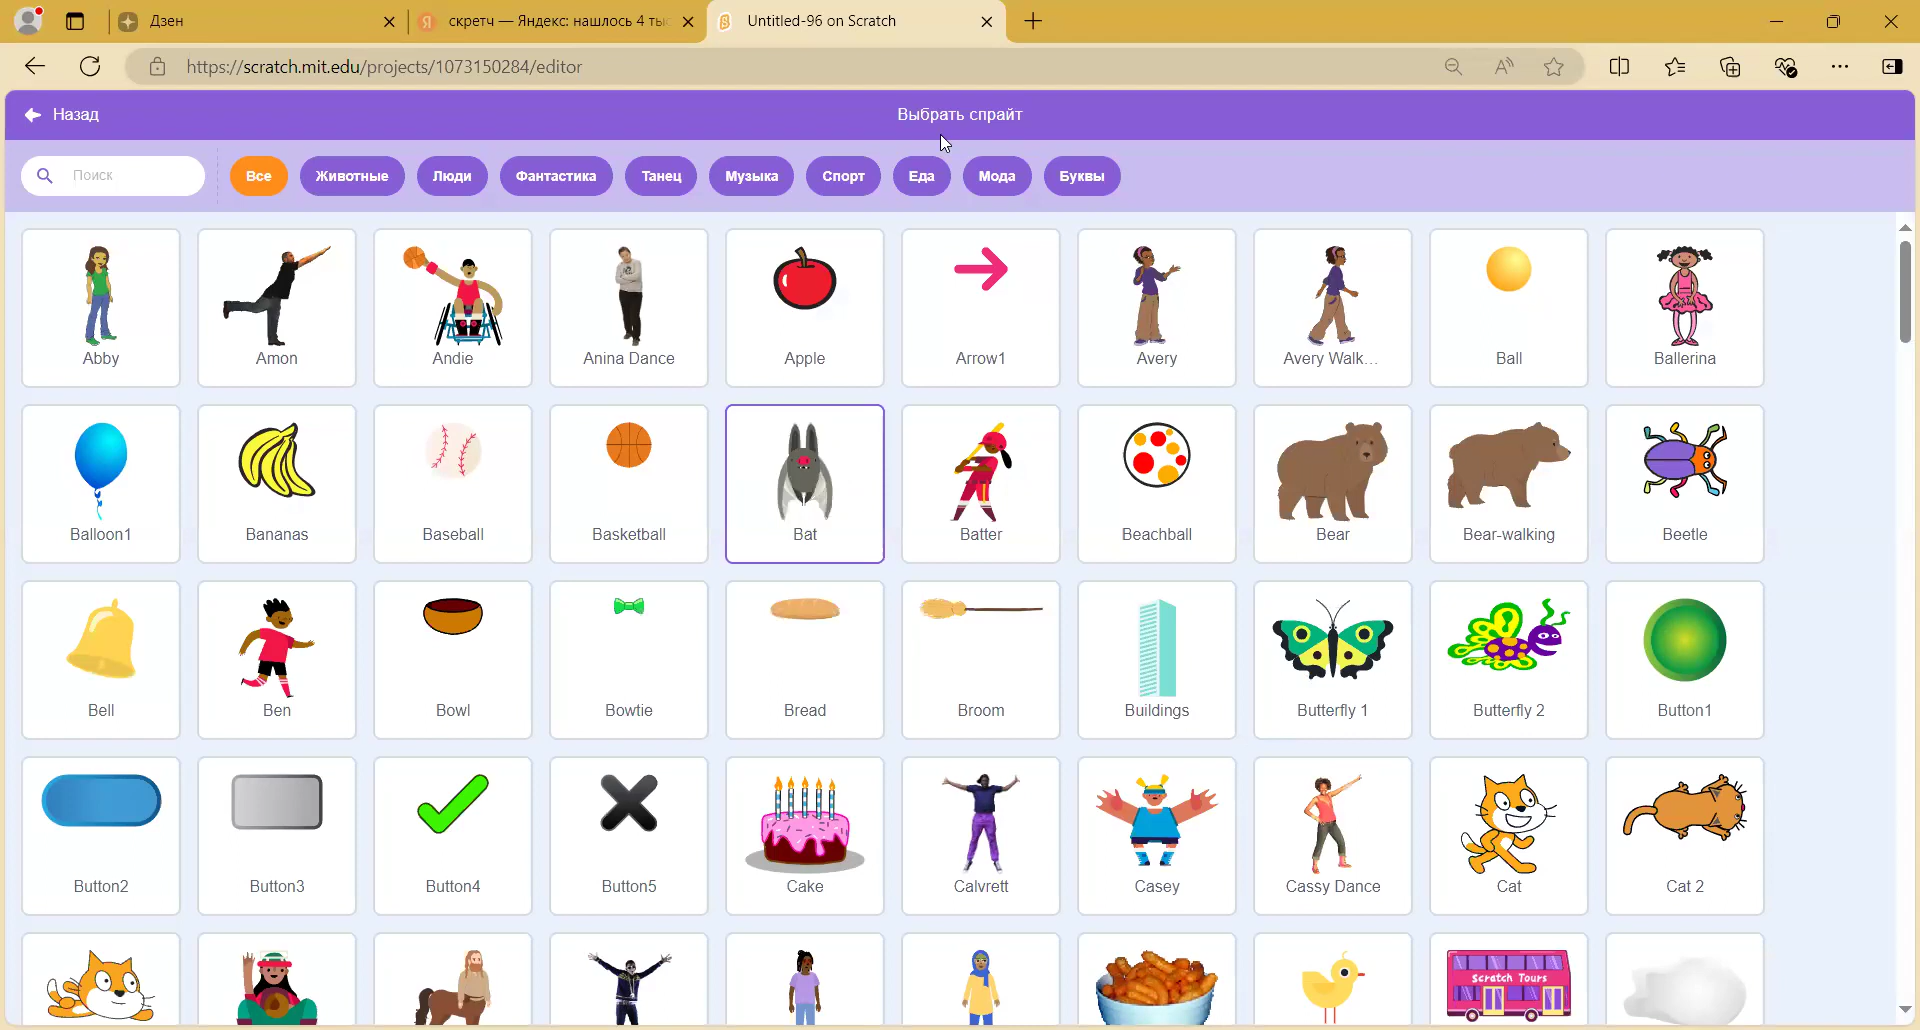 Дзен
скретч — Яндекс: нашлось 4 тыс
Untitled-96 on Scratch
https://scratch.mit.edu/projects/1073150284/editor
Назад
Выбрать спрайт
Поиск
Все
Животные
Люди
Фантастика
Танец
Музыка
Спорт
Еда
Мода
Буквы
Abby
Amon
Andie
Anina Dance
Apple
Arrow1
Avery
Avery Walk...
Ball
Ballerina
Balloon1
Bananas
Baseball
Basketball
Bat
Batter
Beachball
Bear
Bear-walking
Beetle
Bell
Ben
Bowl
Bowtie
Bread
Broom
Buildings
Butterfly 1
Butterfly 2
Button1
Button2
Button3
Button4
Button5
Cake
Calvrett
Casey
Cassy Dance
Cat
Cat 2
Scratch Tours